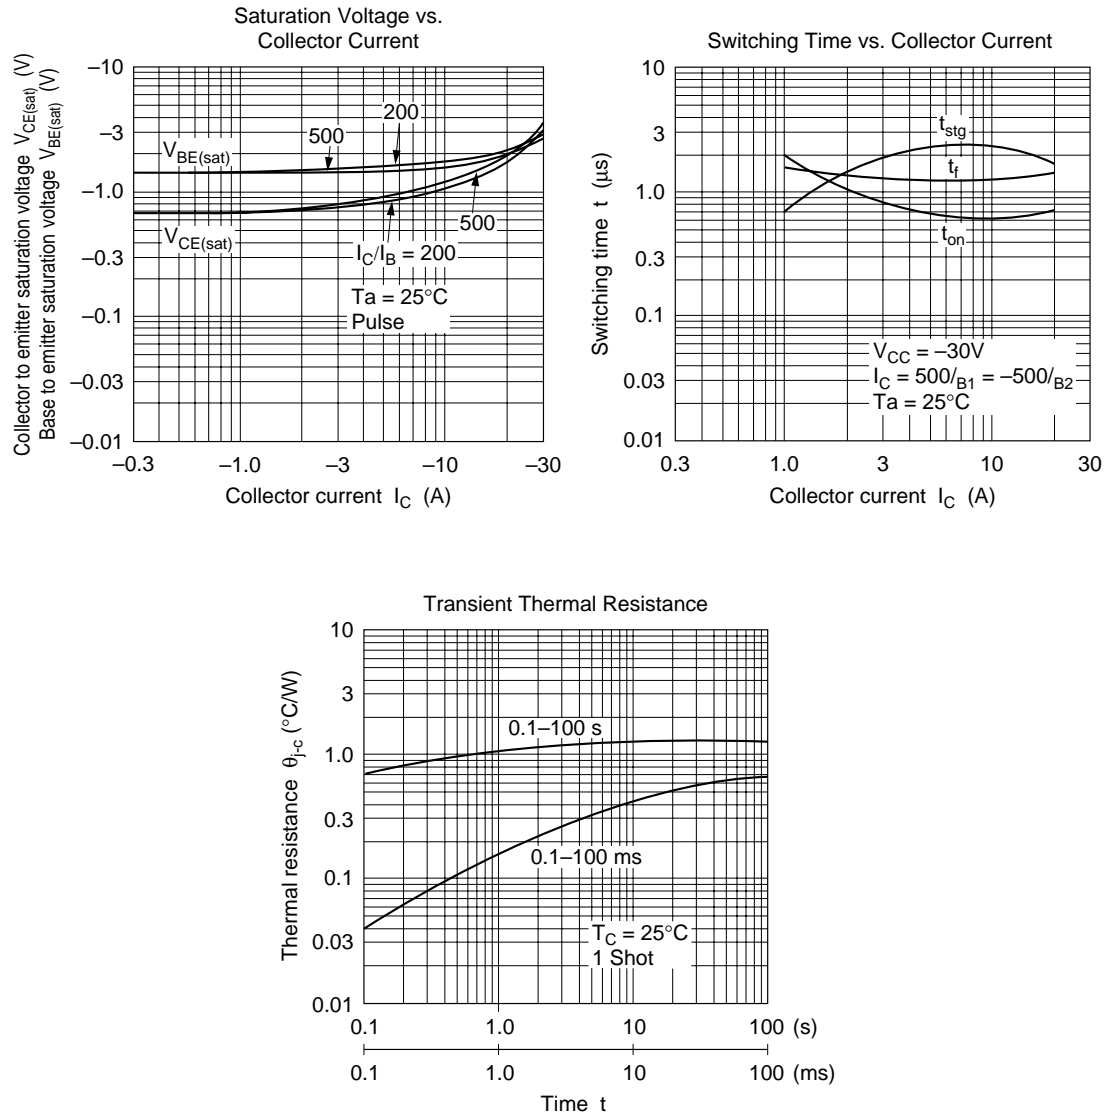 Saturation Voltage vs.
Collector Current
Collector to emitter saturation voltage VCE(sat) (V)
Base to emitter saturation voltage VBE(sat) (V)
–10
–3
–1.0
–0.3
–0.1
–0.03
–0.01
200
500
VBE(sat)
VCE(sat)
500
IC/IB = 200
Ta = 25°C
Pulse
–0.3 –1.0 –3 –10 –30
Collector current IC (A)
Switching Time vs. Collector Current
Switching time t (µs)
10
3
1.0
0.3
0.1
0.03
0.01
tstg
tf
ton
VCC = –30V
IC = 500/B1 = –500/B2
Ta = 25°C
0.3 1.0 3 10 30
Collector current IC (A)
Transient Thermal Resistance
Thermal resistance θj-c (°C/W)
10
3
1.0
0.3
0.1
0.03
0.01
0.1–100 s
0.1–100 ms
TC = 25°C
1 Shot
0.1 1.0 10 100 (s)
0.1 1.0 10 100 (ms)
Time t